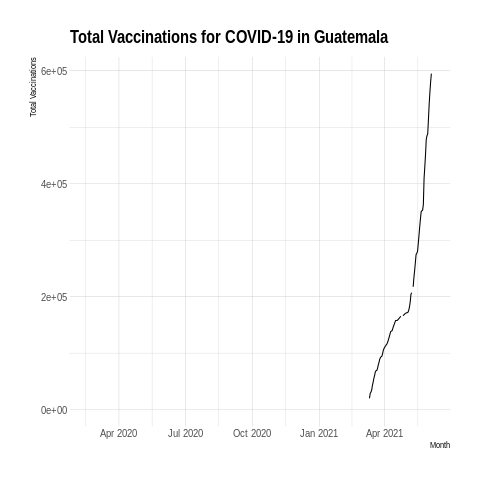 Total Vaccinations for COVID-19 in Guatemala
Total Vaccinations
6e+05
4e+05
2e+05
0e+00
Apr 2020 Jul 2020 Oct 2020 Jan 2021 Apr 2021
Month